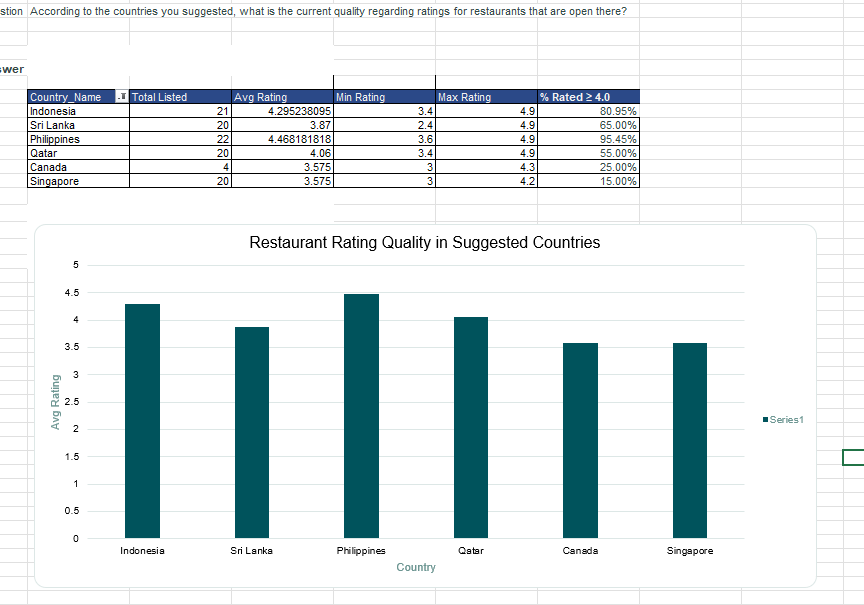 stion According to the countries you suggested, what is the current quality regarding ratings for restaurants that are open there?
swer
Country_Name Total Listed Avg Rating Min Rating Max Rating % Rated ≥ 4.0
Indonesia 21 4.295238095 3.4 4.9 80.95%
Sri Lanka 20 3.87 2.4 4.9 65.00%
Philippines 22 4.468181818 3.6 4.9 95.45%
Qatar 20 4.06 3.4 4.9 55.00%
Canada 4 3.575 3 4.3 25.00%
Singapore 20 3.575 3 4.2 15.00%
Restaurant Rating Quality in Suggested Countries
5
4.5
4
3.5
3
2.5
2
1.5
1
0.5
0
Avg Rating
Indonesia Sri Lanka Philippines Qatar Canada Singapore
Country
Series1